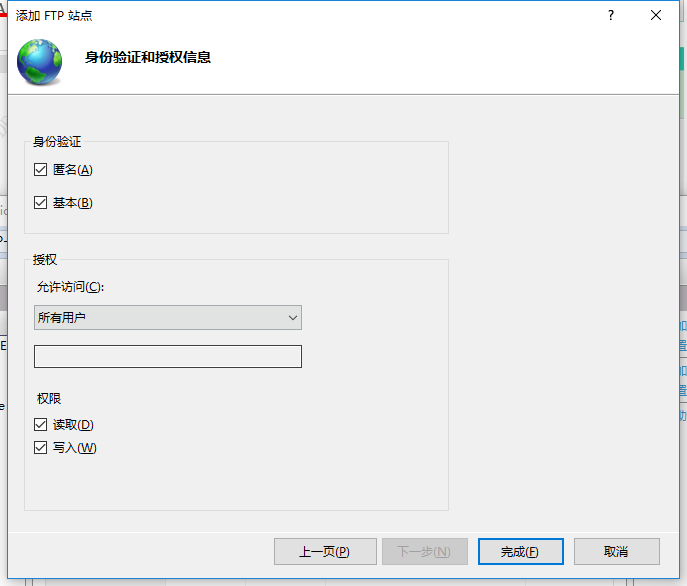 添加 FTP 站点
?
身份验证和授权信息
身份验证
匿名(A)
基本(B)
授权
允许访问(C):
所有用户
权限
读取(D)
写入(W)
上一页(P)
下一步(N)
完成(F)
取消